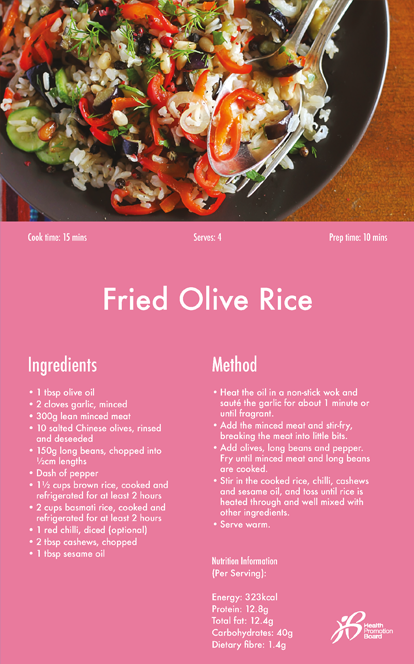 Cook time: 15 mins
Serves: 4
Prep time: 10 mins
Fried Olive Rice
Ingredients
• 1 tbsp olive oil
• 2 cloves garlic, minced
• 300g lean minced meat
• 10 salted Chinese olives, rinsed
and deseeded
• 150g long beans, chopped into
½cm lengths
• Dash of pepper
• 1½ cups brown rice, cooked and
refrigerated for at least 2 hours
• 2 cups basmati rice, cooked and
refrigerated for at least 2 hours
• 1 red chilli, diced (optional)
• 2 tbsp cashews, chopped
• 1 tbsp sesame oil
Method
• Heat the oil in a non-stick wok and
sauté the garlic for about 1 minute or
until fragrant.
• Add the minced meat and stir-fry,
breaking the meat into little bits.
• Add olives, long beans and pepper.
Fry until minced meat and long beans
are cooked.
• Stir in the cooked rice, chilli, cashews
and sesame oil, and toss until rice is
heated through and well mixed with
other ingredients.
• Serve warm.
Nutrition Information
(Per Serving):
Energy: 323kcal
Protein: 12.8g
Total fat: 12.4g
Carbohydrates: 40g
Dietary fibre: 1.4g
Health
Promotion
Board